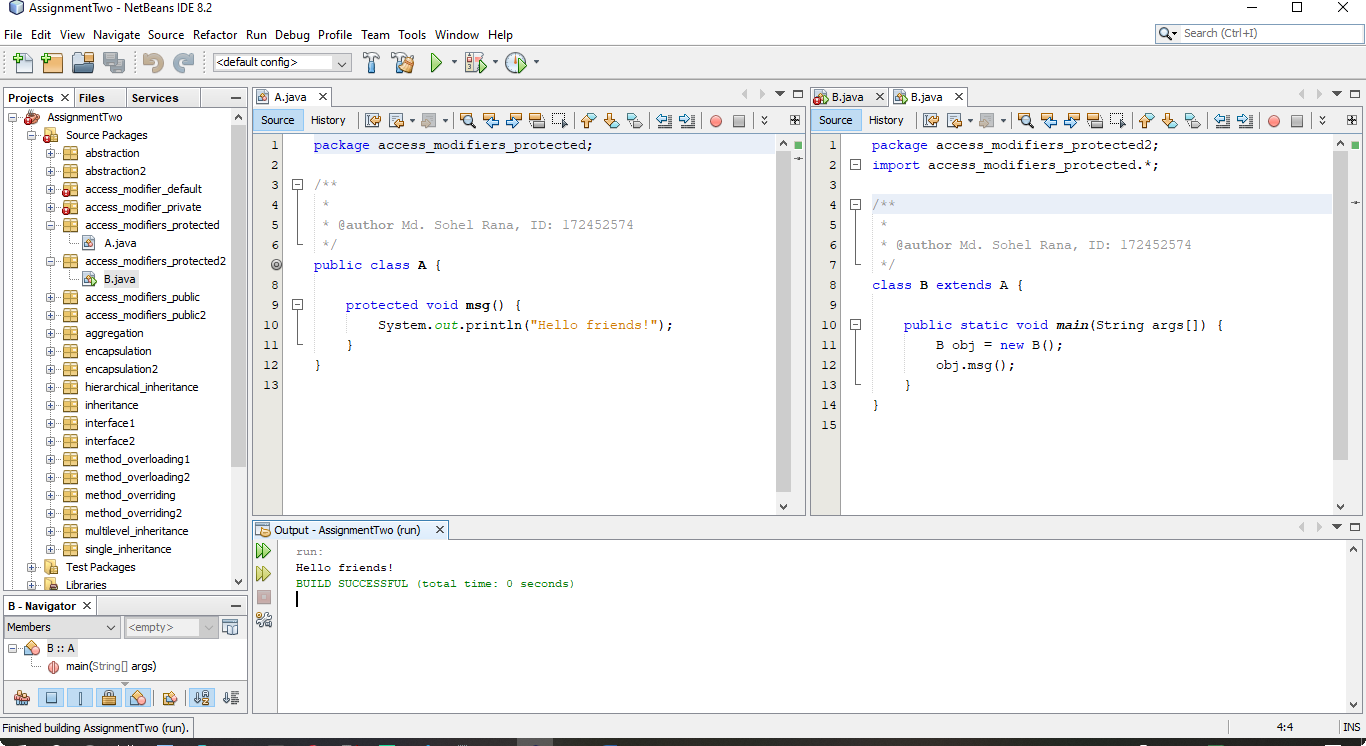 AssignmentTwo - NetBeans IDE 8.2
File Edit View Navigate Source Refactor Run Debug Profile Team Tools Window Help
Search (Ctrl+I)
<default config>
Projects Files Services
AssignmentTwo
Source Packages
abstraction
abstraction2
access_modifier_default
access_modifier_private
access_modifiers_protected
A.java
access_modifiers_protected2
B.java
access_modifiers_public
access_modifiers_public2
aggregation
encapsulation
encapsulation2
hierarchical_inheritance
inheritance
interface1
interface2
method_overloading1
method_overloading2
method_overriding
method_overriding2
multilevel_inheritance
single_inheritance
Test Packages
Libraries
B - Navigator
Members <empty>
B :: A
main(String[] args)
A.java
Source History
1 package access_modifiers_protected;
2
3 /**
4 *
5 * @author Md. Sohel Rana, ID: 172452574
6 */
public class A {
8
9 protected void msg() {
10 System.out.println("Hello friends!");
11 }
12 }
13
B.java B.java
Source History
1 package access_modifiers_protected2;
2 import access_modifiers_protected.*;
3
4 /**
5 *
6 * @author Md. Sohel Rana, ID: 172452574
7 */
8 class B extends A {
9
10 public static void main(String args[]) {
11 B obj = new B();
12 obj.msg();
13 }
14 }
15
Output - AssignmentTwo (run)
run:
Hello friends!
BUILD SUCCESSFUL (total time: 0 seconds)
Finished building AssignmentTwo (run).
4:4 INS